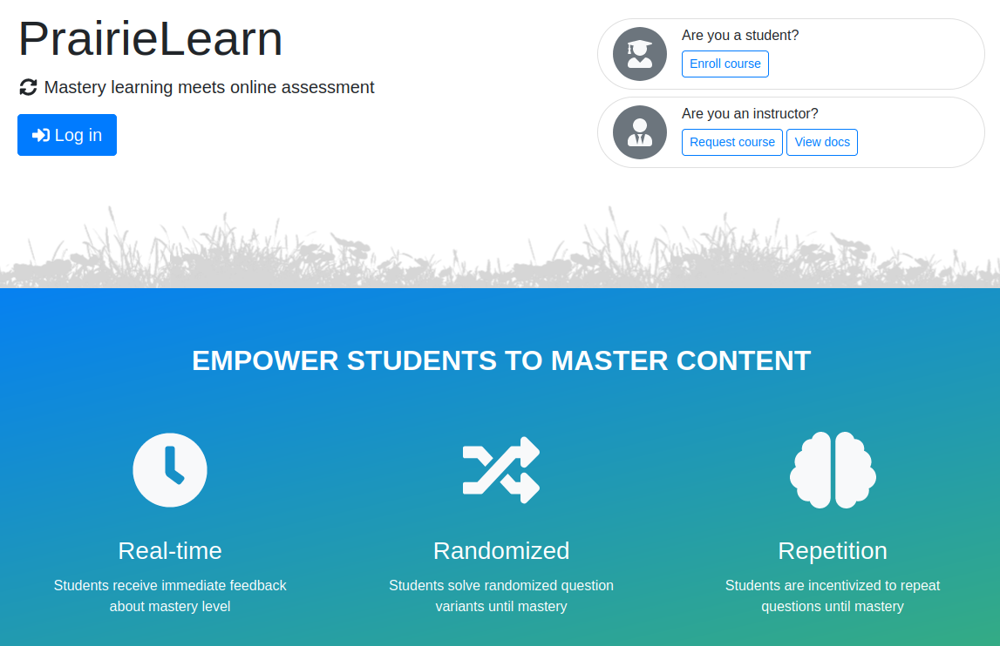 PrairieLearn
Mastery learning meets online assessment
Log in
Are you a student?
Enroll course
Are you an instructor?
Request course View docs
EMPOWER STUDENTS TO MASTER CONTENT
Real-time
Students receive immediate feedback
about mastery level
Randomized
Students solve randomized question
variants until mastery
Repetition
Students are incentivized to repeat
questions until mastery